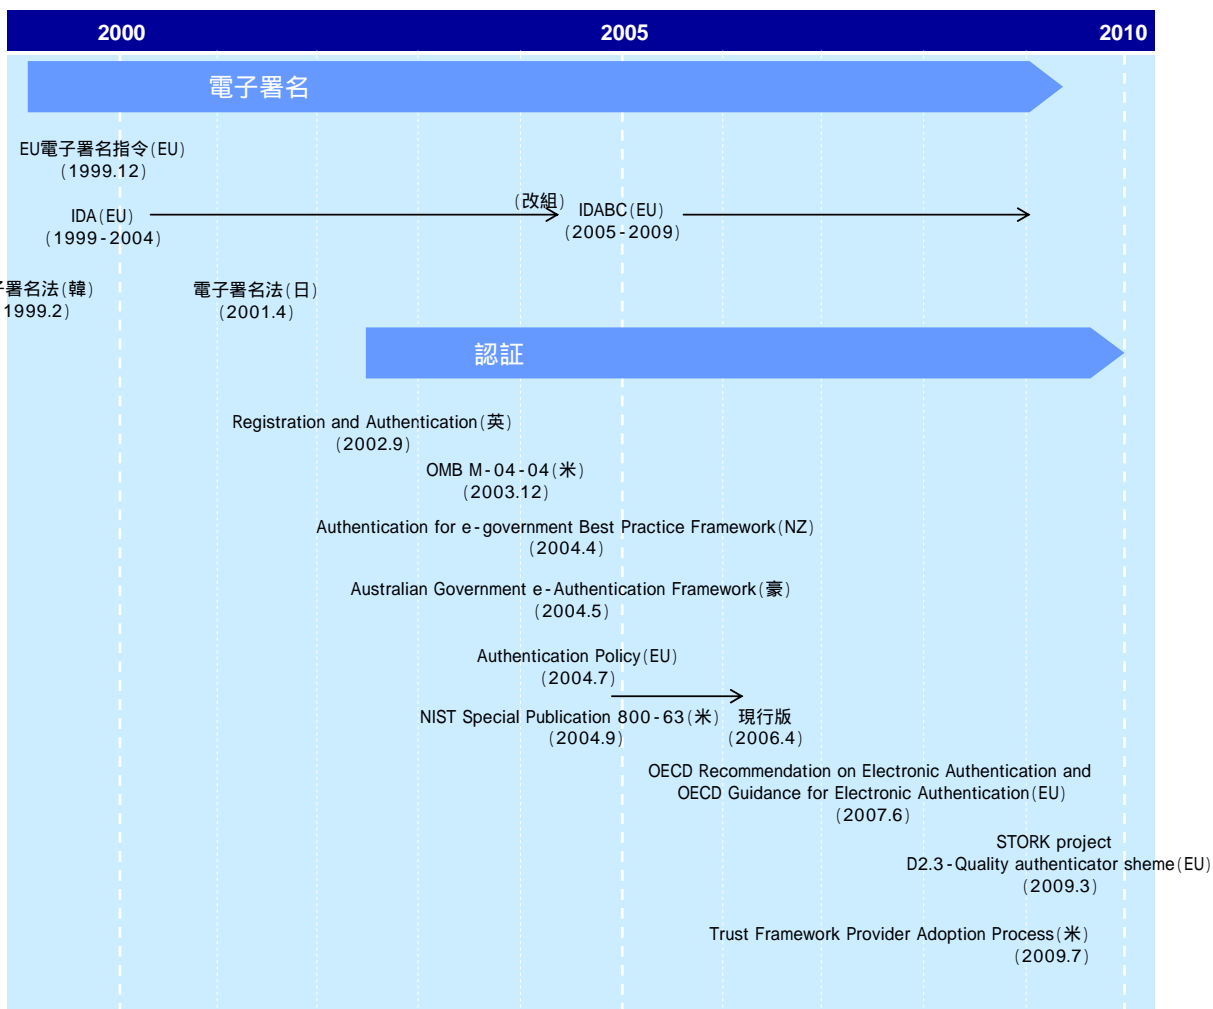 2000 2005 2010
電子署名
EU電子署名指令(EU)
(1999.12)
(改組)
IDA(EU) IDABC(EU)
(1999-2004) (2005-2009)
署名法(韓) 電子署名法(日)
1999.2) (2001.4)
認証
Registration and Authentication(英)
(2002.9)
OMB M-04-04(米)
(2003.12)
Authentication for e-government Best Practice Framework(NZ)
(2004.4)
Australian Government e-Authentication Framework(豪)
(2004.5)
Authentication Policy(EU)
(2004.7)
NIST Special Publication 800-63(米) 現行版
(2004.9) (2006.4)
OECD Recommendation on Electronic Authentication and
OECD Guidance for Electronic Authentication(EU)
(2007.6)
STORK project
D2.3-Quality authenticator sheme(EU)
(2009.3)
Trust Framework Provider Adoption Process(米)
(2009.7)